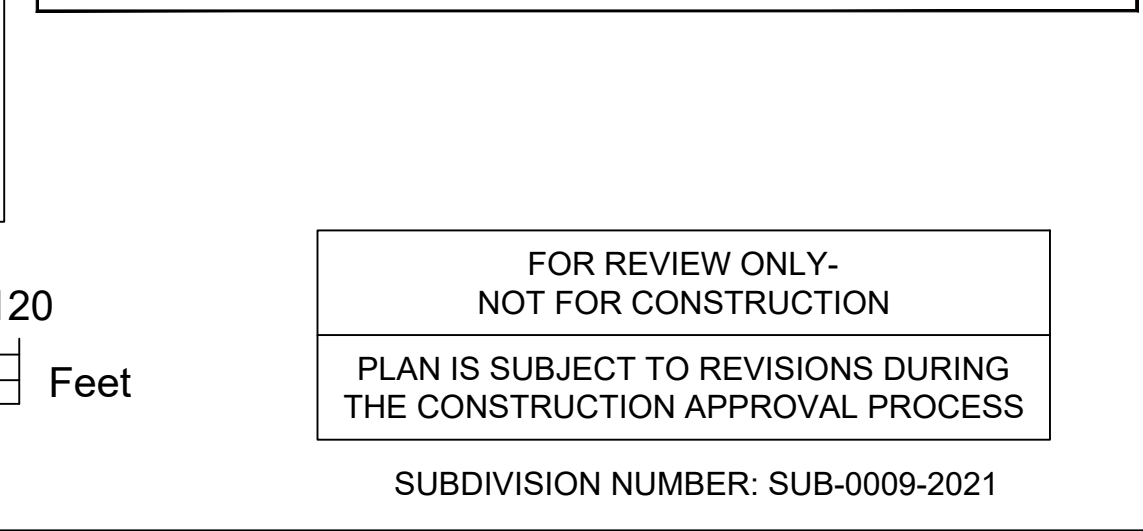 FOR REVIEW ONLY-
NOT FOR CONSTRUCTION
120
PLAN IS SUBJECT TO REVISIONS DURING
Feet
THE CONSTRUCTION APPROVAL PROCESS
SUBDIVISION NUMBER: SUB-0009-2021